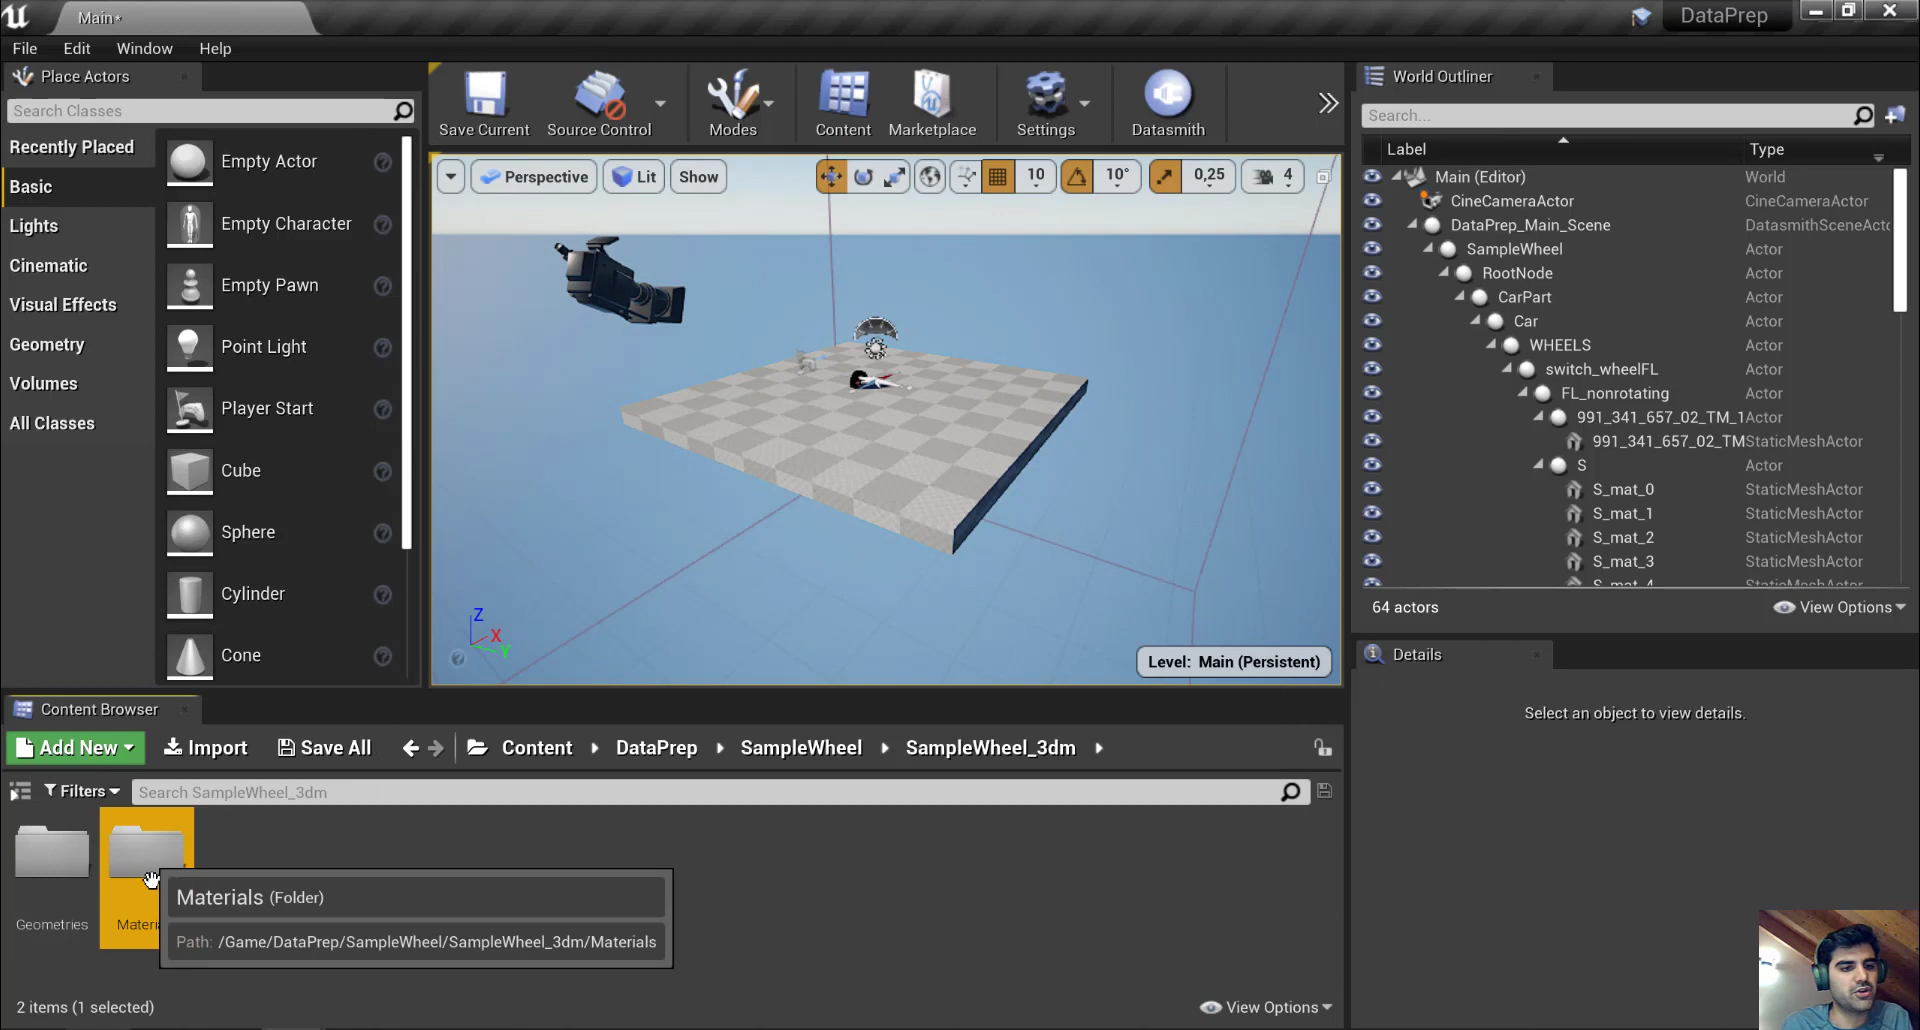 Main*
DataPrep
File Edit Window Help
Place Actors
Search Classes
Recently Placed
Basic
Lights
Cinematic
Visual Effects
Geometry
Volumes
All Classes
Empty Actor
Empty Character
Empty Pawn
Point Light
Player Start
Cube
Sphere
Cylinder
Cone
Save Current Source Control Modes Content Marketplace Settings Datasmith
Perspective Lit Show 10 10° 0,25 4
Z
X
Y
Level: Main (Persistent)
World Outliner
Search...
Label Type
Main (Editor) World
CineCameraActor CineCameraActor
DataPrep_Main_Scene DatasmithSceneActo
SampleWheel Actor
RootNode Actor
CarPart Actor
Car Actor
WHEELS Actor
switch_wheelFL Actor
FL_nonrotating Actor
991_341_657_02_TM_1 Actor
991_341_657_02_TM StaticMeshActor
S Actor
S_mat_0 StaticMeshActor
S_mat_1 StaticMeshActor
S_mat_2 StaticMeshActor
S_mat_3 StaticMeshActor
S_mat_4 StaticMeshActor
64 actors View Options
Details
Select an object to view details.
Content Browser
Add New Import Save All Content DataPrep SampleWheel SampleWheel_3dm
Filters Search SampleWheel_3dm
Geometries Materi
Materials (Folder)
Path: /Game/DataPrep/SampleWheel/SampleWheel_3dm/Materials
2 items (1 selected) View Options